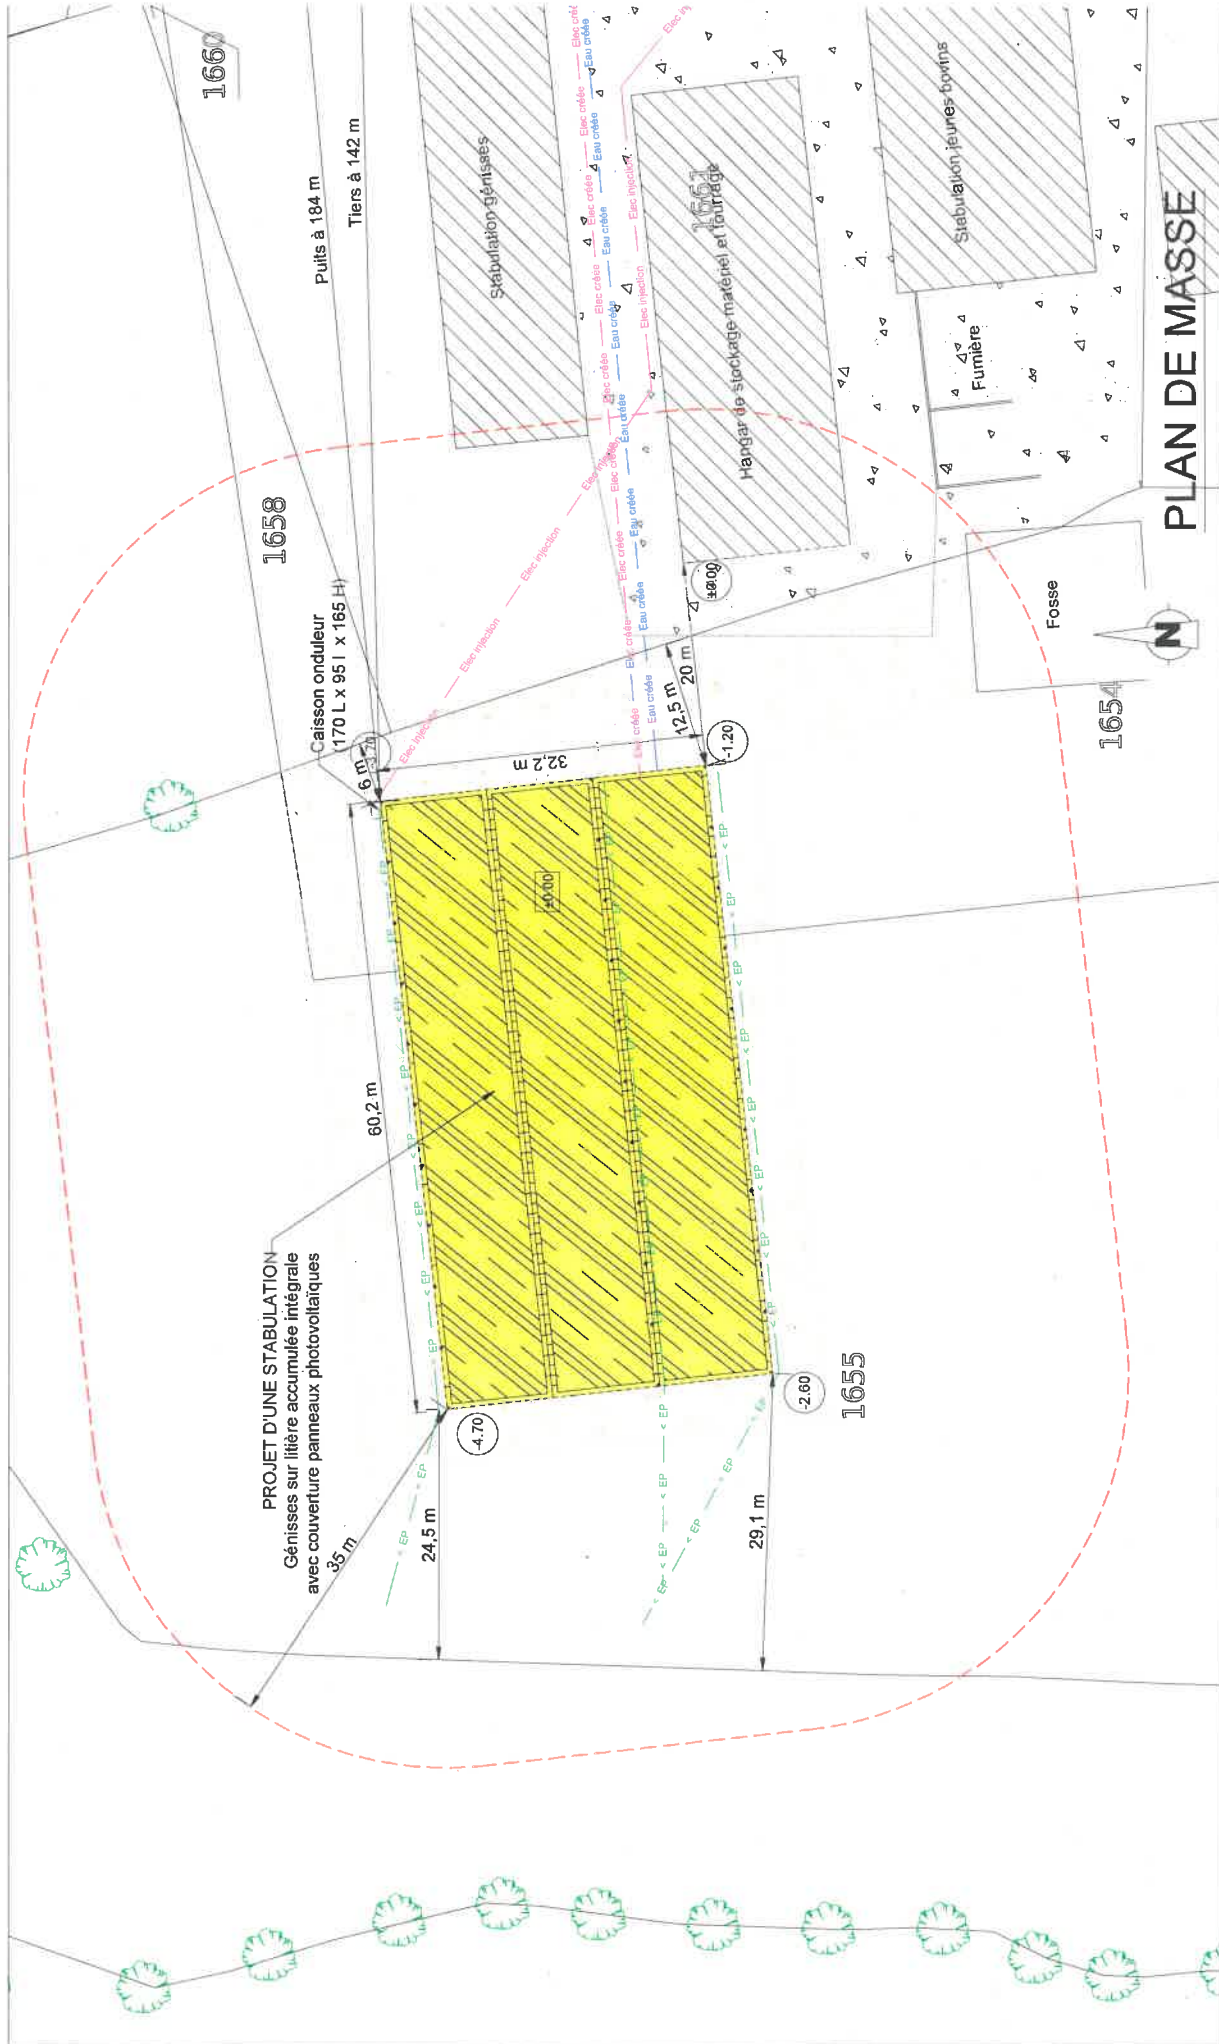 1660
Puits à 184 m
Tiers à 142 m
1658
Caisson onduleur
(170 L x 95 l x 165 H)
6 m
32,2 m
12,5 m
20 m
±0.00
-1.20
60,2 m
±0.00
PROJET D'UNE STABULATION
Génisses sur litière accumulée intégrale
avec couverture panneaux photovoltaïques
35 m
-4.70
24,5 m
-2.60
29,1 m
1655
1654
1661
Stabulation génisses
Hangar de stockage matériel et fourrage
Stabulation jeunes bovins
Fumière
Fosse
N
PLAN DE MASSE
Elec créée
Eau créée
Elec injection
< EP